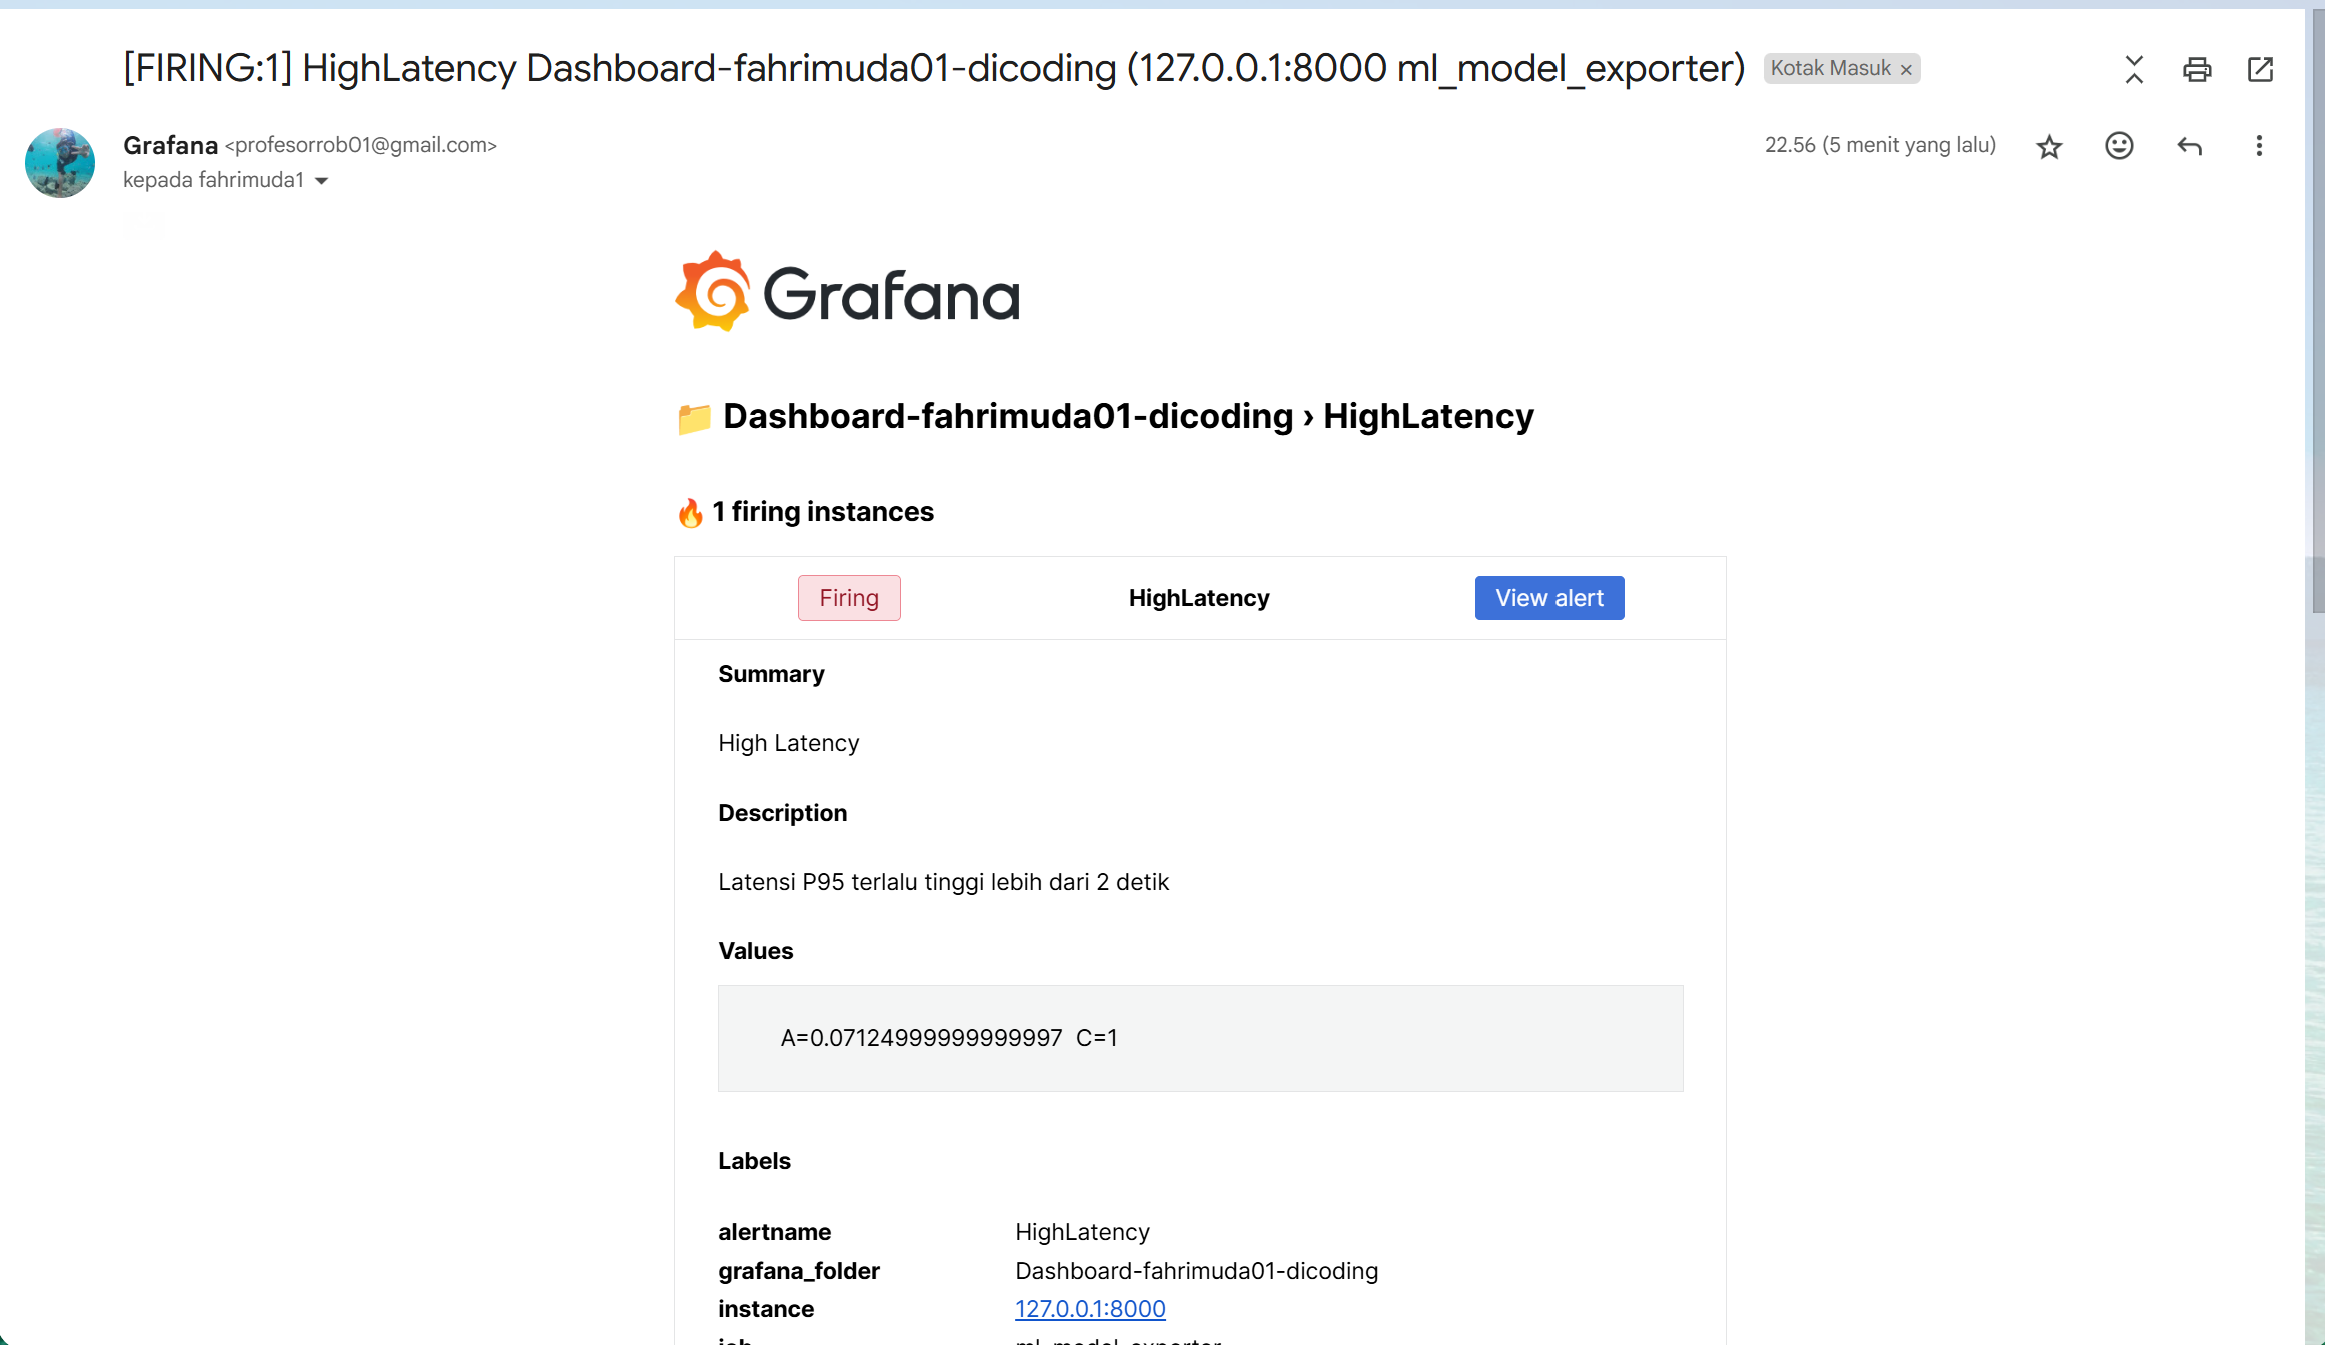 [FIRING:1] HighLatency Dashboard-fahrimuda01-dicoding (127.0.0.1:8000 ml_model_exporter) Kotak Masuk ×
Grafana <profesorrob01@gmail.com> 22.56 (5 menit yang lalu)
kepada fahrimuda1
Grafana
Dashboard-fahrimuda01-dicoding › HighLatency
1 firing instances
Firing HighLatency View alert
Summary
High Latency
Description
Latensi P95 terlalu tinggi lebih dari 2 detik
Values
A=0.07124999999999997 C=1
Labels
alertname HighLatency
grafana_folder Dashboard-fahrimuda01-dicoding
instance 127.0.0.1:8000
job ml_model_exporter